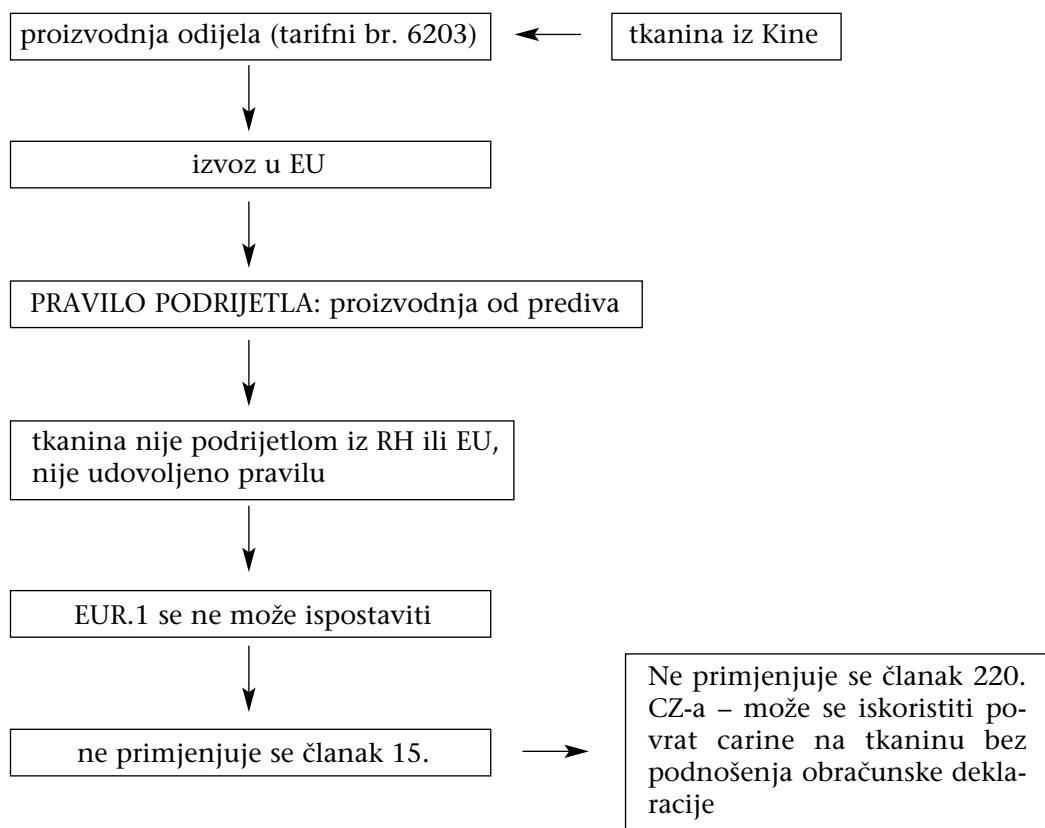 proizvodnja odijela (tarifni br. 6203)
tkanina iz Kine
izvoz u EU
PRAVILO PODRIJETLA: proizvodnja od prediva
tkanina nije podrijetlom iz RH ili EU,
nije udovoljeno pravilu
EUR.1 se ne može ispostaviti
ne primjenjuje se članak 15.
Ne primjenjuje se članak 220.
CZ-a – može se iskoristiti po-
vrat carine na tkaninu bez
podnošenja obračunske dekla-
racije